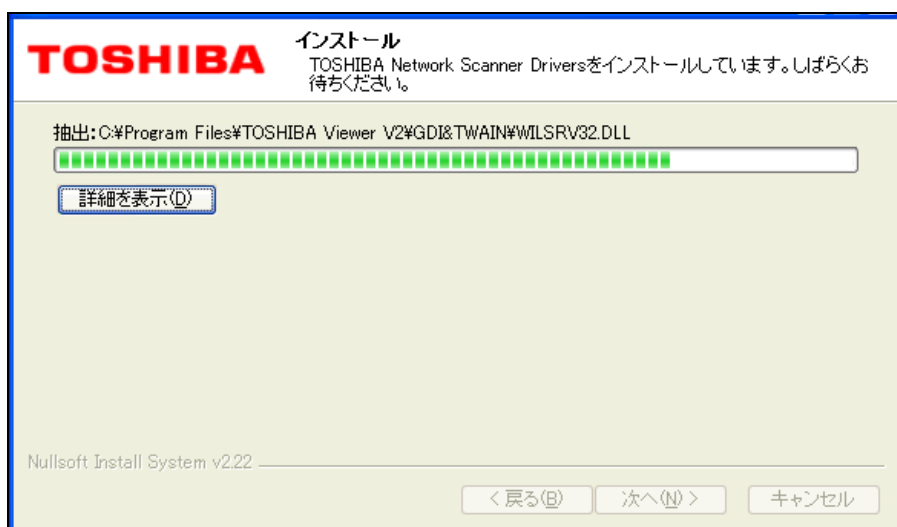 TOSHIBA
インストール
TOSHIBA Network Scanner Driversをインストールしています。しばらくお
待ちください。
抽出:C:¥Program Files¥TOSHIBA Viewer V2¥GDI&TWAIN¥WILSRV32.DLL
詳細を表示(D)
Nullsoft Install System v2.22
< 戻る(B)
次へ(N) >
キャンセル